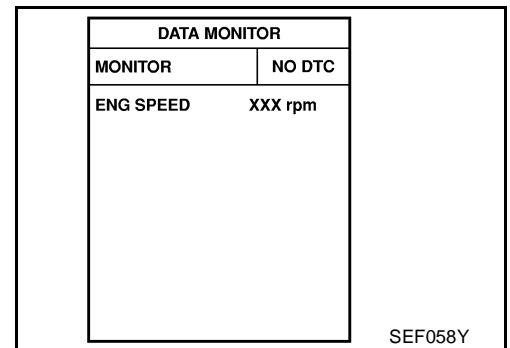 DATA MONITOR
MONITOR NO DTC
ENG SPEED XXX rpm
SEF058Y